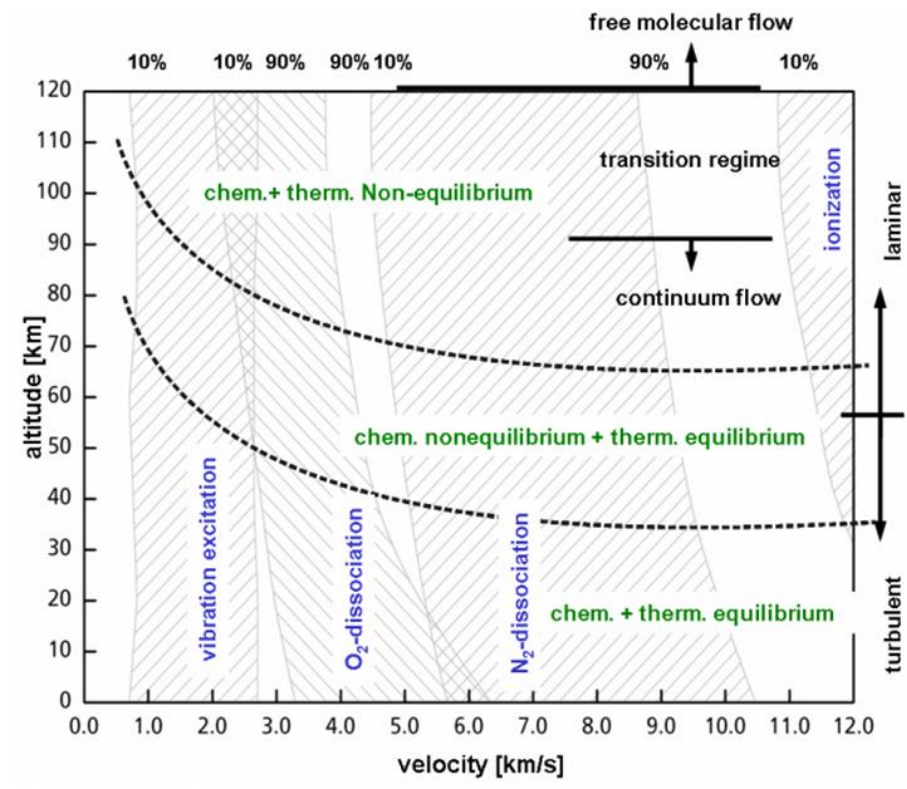 free molecular flow
10% 10% 90% 90% 10% 90% 10%
120
110
100
90
80
70
60
50
40
30
20
10
0
altitude [km]
transition regime
chem.+ therm. Non-equilibrium
ionization
laminar
continuum flow
chem. nonequilibrium + therm. equilibrium
vibration excitation
O₂-dissociation
N₂-dissociation
chem. + therm. equilibrium
turbulent
0.0 1.0 2.0 3.0 4.0 5.0 6.0 7.0 8.0 9.0 10.0 11.0 12.0
velocity [km/s]